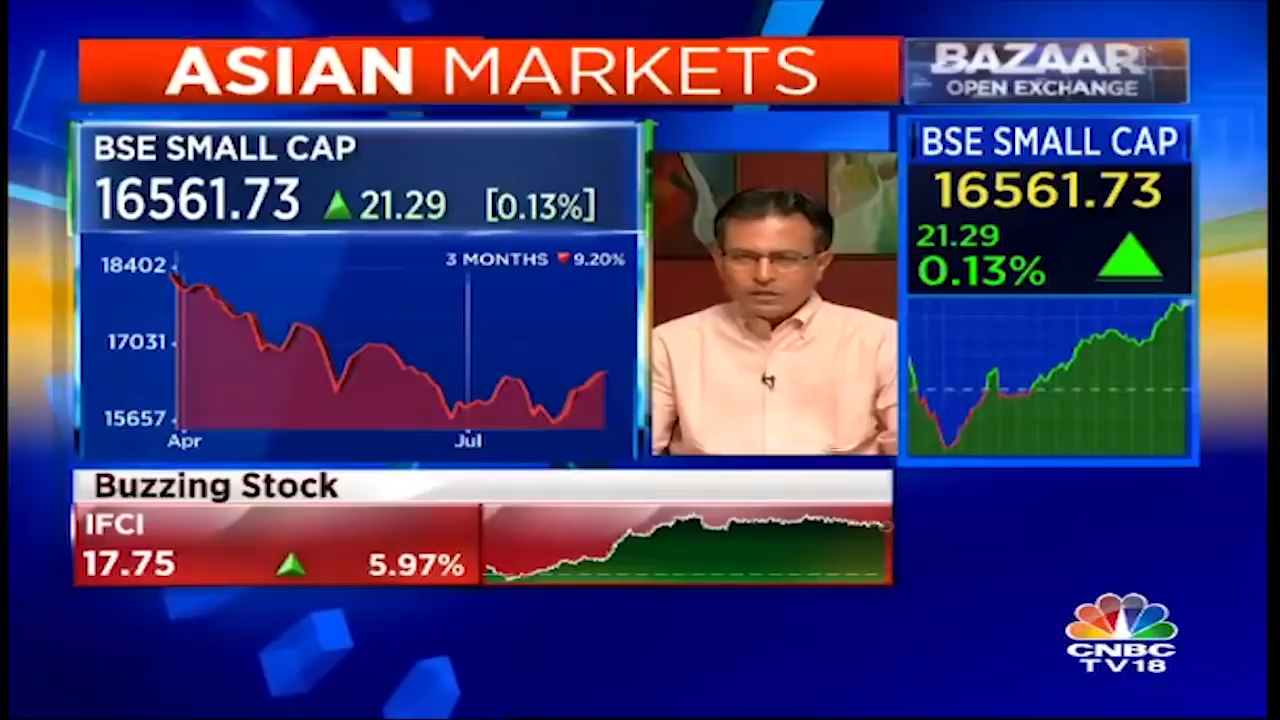 ASIAN MARKETS
BAZAAR
OPEN EXCHANGE
BSE SMALL CAP
16561.73 ▲ 21.29 [0.13%]
3 MONTHS ▼ 9.20%
18402
17031
15657
Apr Jul
BSE SMALL CAP
16561.73
21.29
0.13%
Buzzing Stock
IFCI
17.75 ▲ 5.97%
CNBC
TV18